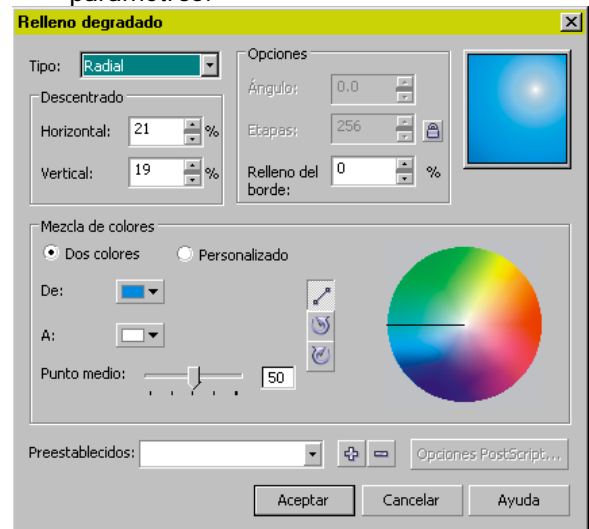 parámetros:
Relleno degradado
Tipo: Radial
Opciones
Ángulo: 0.0
Etapas: 256
Relleno del borde: 0 %
Descentrado
Horizontal: 21 %
Vertical: 19 %
Mezcla de colores
Dos colores Personalizado
De:
A:
Punto medio: 50
Preestablecidos: Opciones PostScript...
Aceptar Cancelar Ayuda